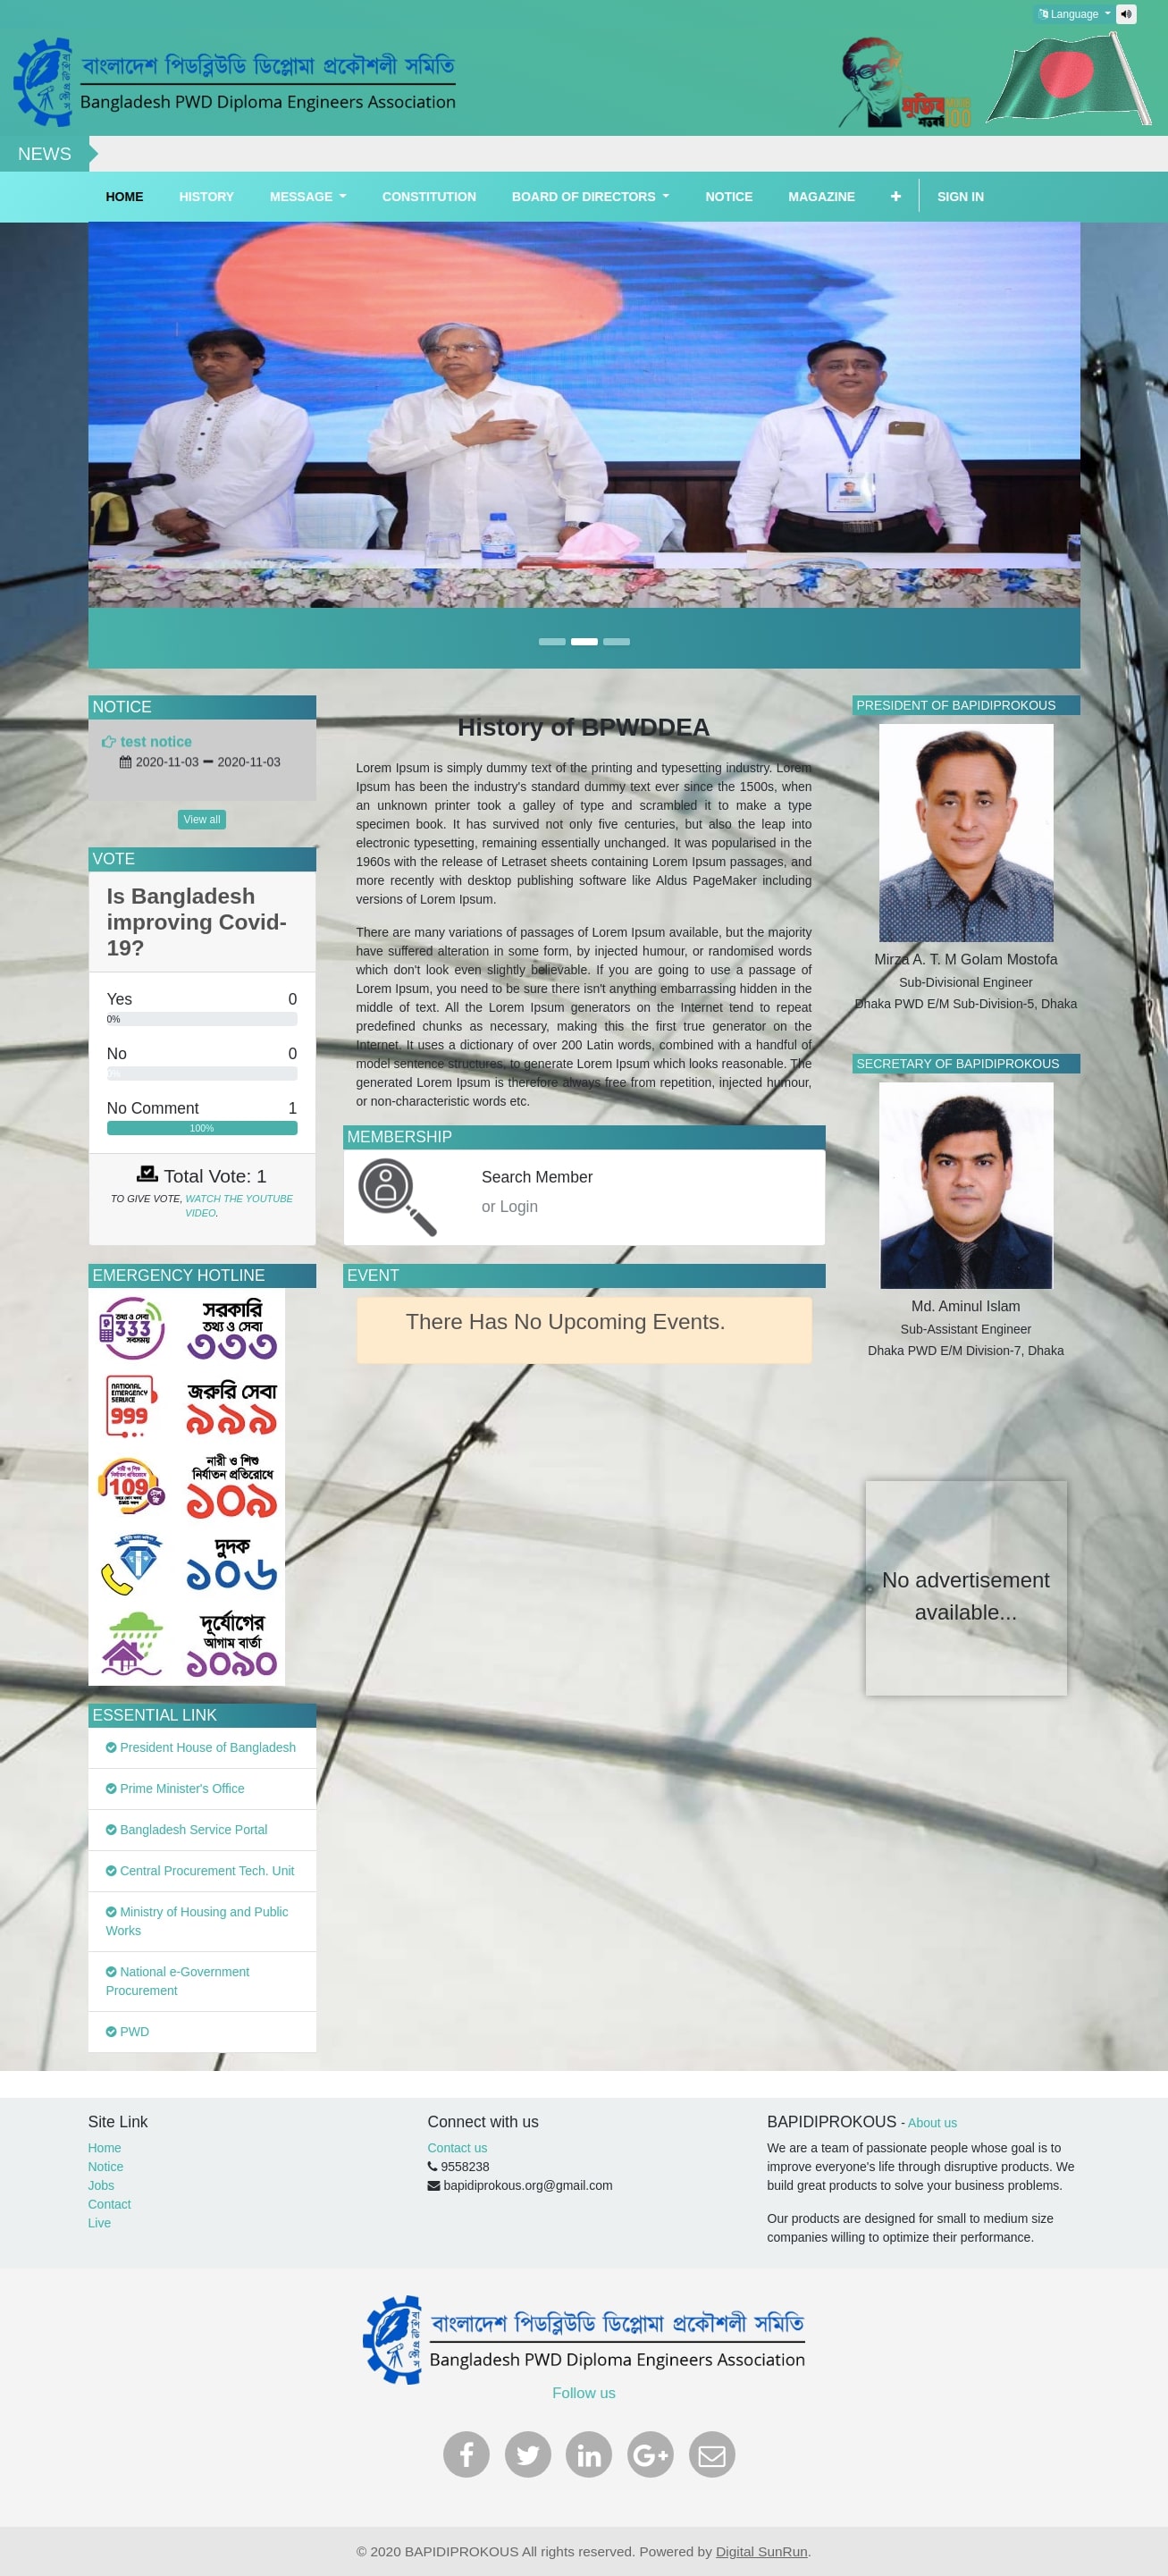 Language
বাংলাদেশ পিডব্লিউডি ডিপ্লোমা প্রকৌশলী সমিতি
Bangladesh PWD Diploma Engineers Association
NEWS
HOME HISTORY MESSAGE CONSTITUTION BOARD OF DIRECTORS NOTICE MAGAZINE SIGN IN
NOTICE
test notice
2020-11-03 2020-11-03
View all
VOTE
Is Bangladesh
improving Covid-
19?
Yes 0
0%
No 0
0%
No Comment 1
100%
Total Vote: 1
TO GIVE VOTE, WATCH THE YOUTUBE
VIDEO.
EMERGENCY HOTLINE
তথ্য ও সেবা
333
সবসময়
সরকারি
তথ্য ও সেবা
৩৩৩
NATIONAL
EMERGENCY
SERVICE
999
জরুরি সেবা
৯৯৯
109
নারী ও শিশু
নির্যাতন প্রতিরোধে
১০৯
দুদক
১০৬
দূর্যোগের
আগাম বার্তা
১০৯০
ESSENTIAL LINK
President House of Bangladesh
Prime Minister's Office
Bangladesh Service Portal
Central Procurement Tech. Unit
Ministry of Housing and Public
Works
National e-Government
Procurement
PWD
History of BPWDDEA
Lorem Ipsum is simply dummy text of the printing and typesetting industry. Lorem
Ipsum has been the industry's standard dummy text ever since the 1500s, when
an unknown printer took a galley of type and scrambled it to make a type
specimen book. It has survived not only five centuries, but also the leap into
electronic typesetting, remaining essentially unchanged. It was popularised in the
1960s with the release of Letraset sheets containing Lorem Ipsum passages, and
more recently with desktop publishing software like Aldus PageMaker including
versions of Lorem Ipsum.
There are many variations of passages of Lorem Ipsum available, but the majority
have suffered alteration in some form, by injected humour, or randomised words
which don't look even slightly believable. If you are going to use a passage of
Lorem Ipsum, you need to be sure there isn't anything embarrassing hidden in the
middle of text. All the Lorem Ipsum generators on the Internet tend to repeat
predefined chunks as necessary, making this the first true generator on the
Internet. It uses a dictionary of over 200 Latin words, combined with a handful of
model sentence structures, to generate Lorem Ipsum which looks reasonable. The
generated Lorem Ipsum is therefore always free from repetition, injected humour,
or non-characteristic words etc.
MEMBERSHIP
Search Member
or Login
EVENT
There Has No Upcoming Events.
PRESIDENT OF BAPIDIPROKOUS
Mirza A. T. M Golam Mostofa
Sub-Divisional Engineer
Dhaka PWD E/M Sub-Division-5, Dhaka
SECRETARY OF BAPIDIPROKOUS
Md. Aminul Islam
Sub-Assistant Engineer
Dhaka PWD E/M Division-7, Dhaka
No advertisement
available...
Site Link
Home
Notice
Jobs
Contact
Live
Connect with us
Contact us
9558238
bapidiprokous.org@gmail.com
BAPIDIPROKOUS - About us
We are a team of passionate people whose goal is to
improve everyone's life through disruptive products. We
build great products to solve your business problems.
Our products are designed for small to medium size
companies willing to optimize their performance.
বাংলাদেশ পিডব্লিউডি ডিপ্লোমা প্রকৌশলী সমিতি
Bangladesh PWD Diploma Engineers Association
Follow us
© 2020 BAPIDIPROKOUS All rights reserved. Powered by Digital SunRun.